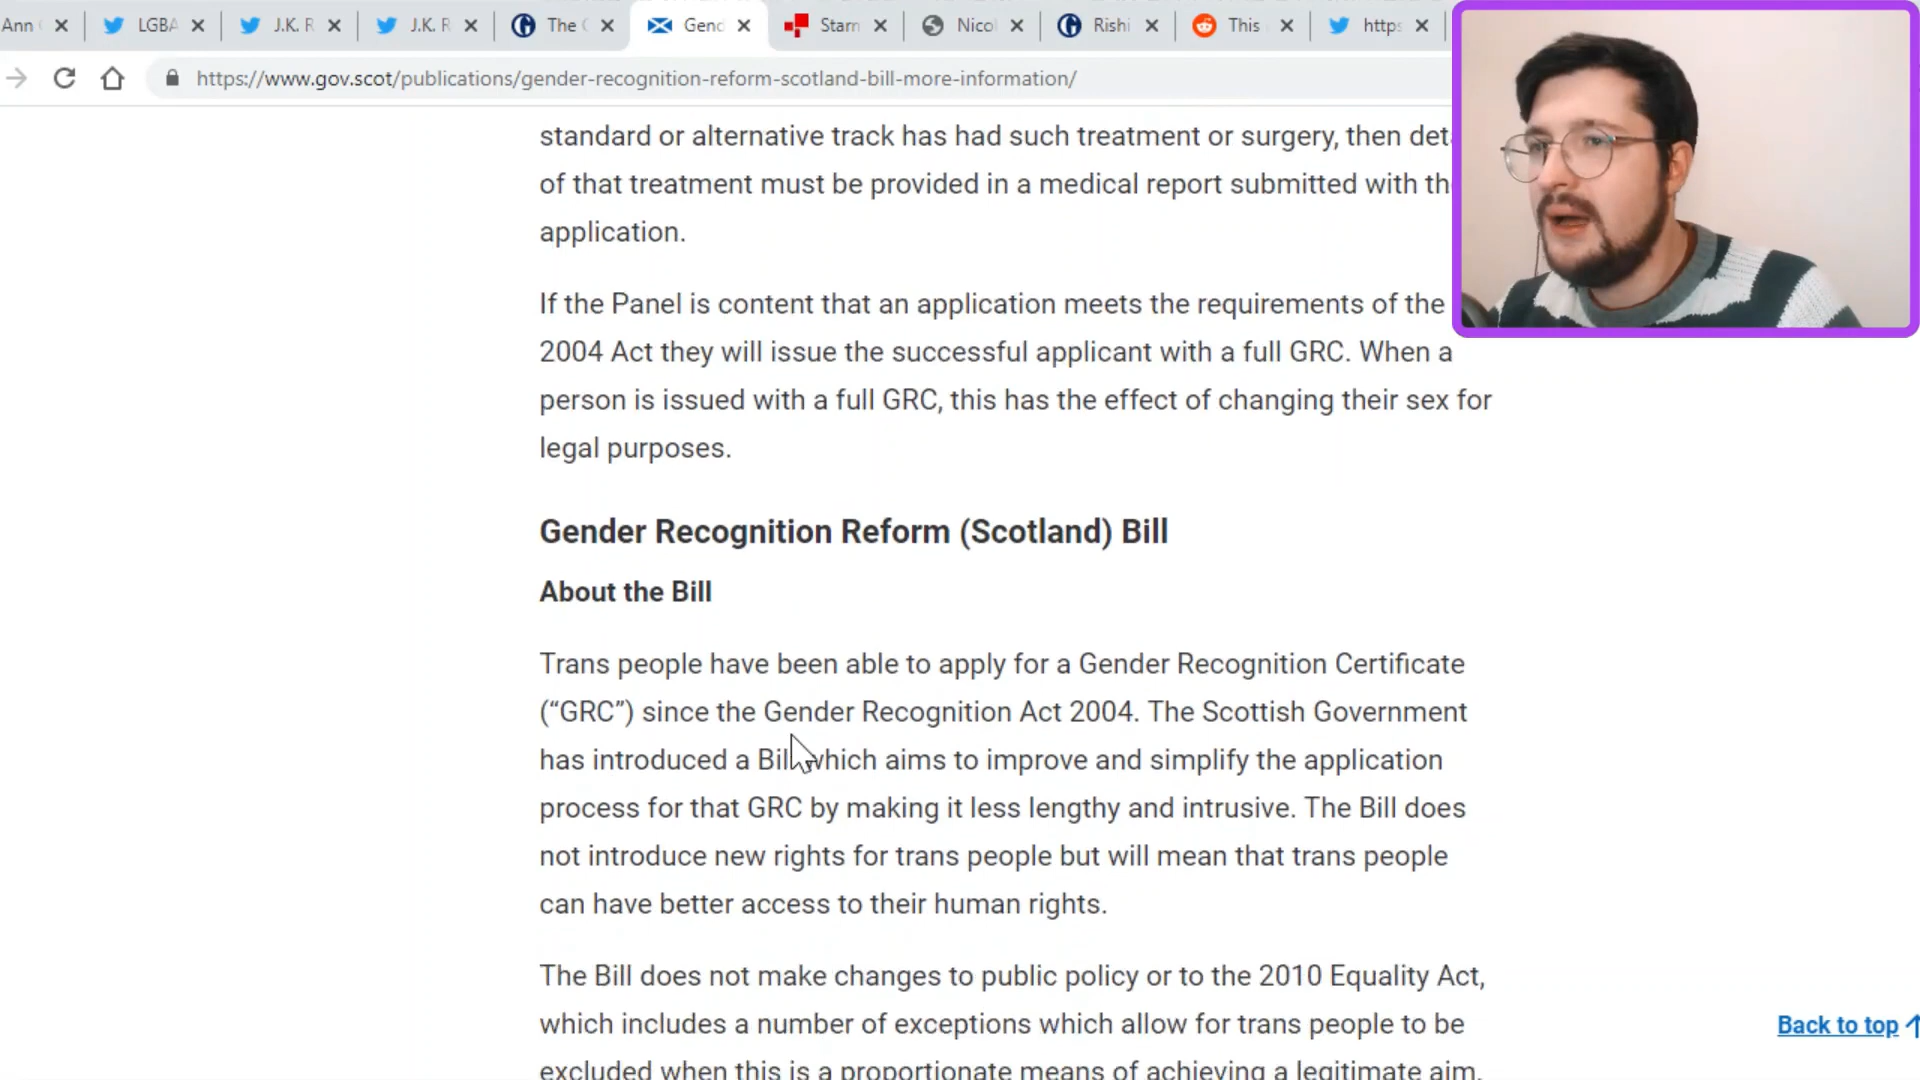 Ann
LGBA
J.K. R
J.K. R
The
Gend
Starm
Nicol
Rishi
This
https
https://www.gov.scot/publications/gender-recognition-reform-scotland-bill-more-information/
standard or alternative track has had such treatment or surgery, then deta
of that treatment must be provided in a medical report submitted with th
application.
If the Panel is content that an application meets the requirements of the
2004 Act they will issue the successful applicant with a full GRC. When a
person is issued with a full GRC, this has the effect of changing their sex for
legal purposes.
Gender Recognition Reform (Scotland) Bill
About the Bill
Trans people have been able to apply for a Gender Recognition Certificate
(“GRC”) since the Gender Recognition Act 2004. The Scottish Government
has introduced a Bill which aims to improve and simplify the application
process for that GRC by making it less lengthy and intrusive. The Bill does
not introduce new rights for trans people but will mean that trans people
can have better access to their human rights.
The Bill does not make changes to public policy or to the 2010 Equality Act,
which includes a number of exceptions which allow for trans people to be
excluded when this is a proportionate means of achieving a legitimate aim.
Back to top